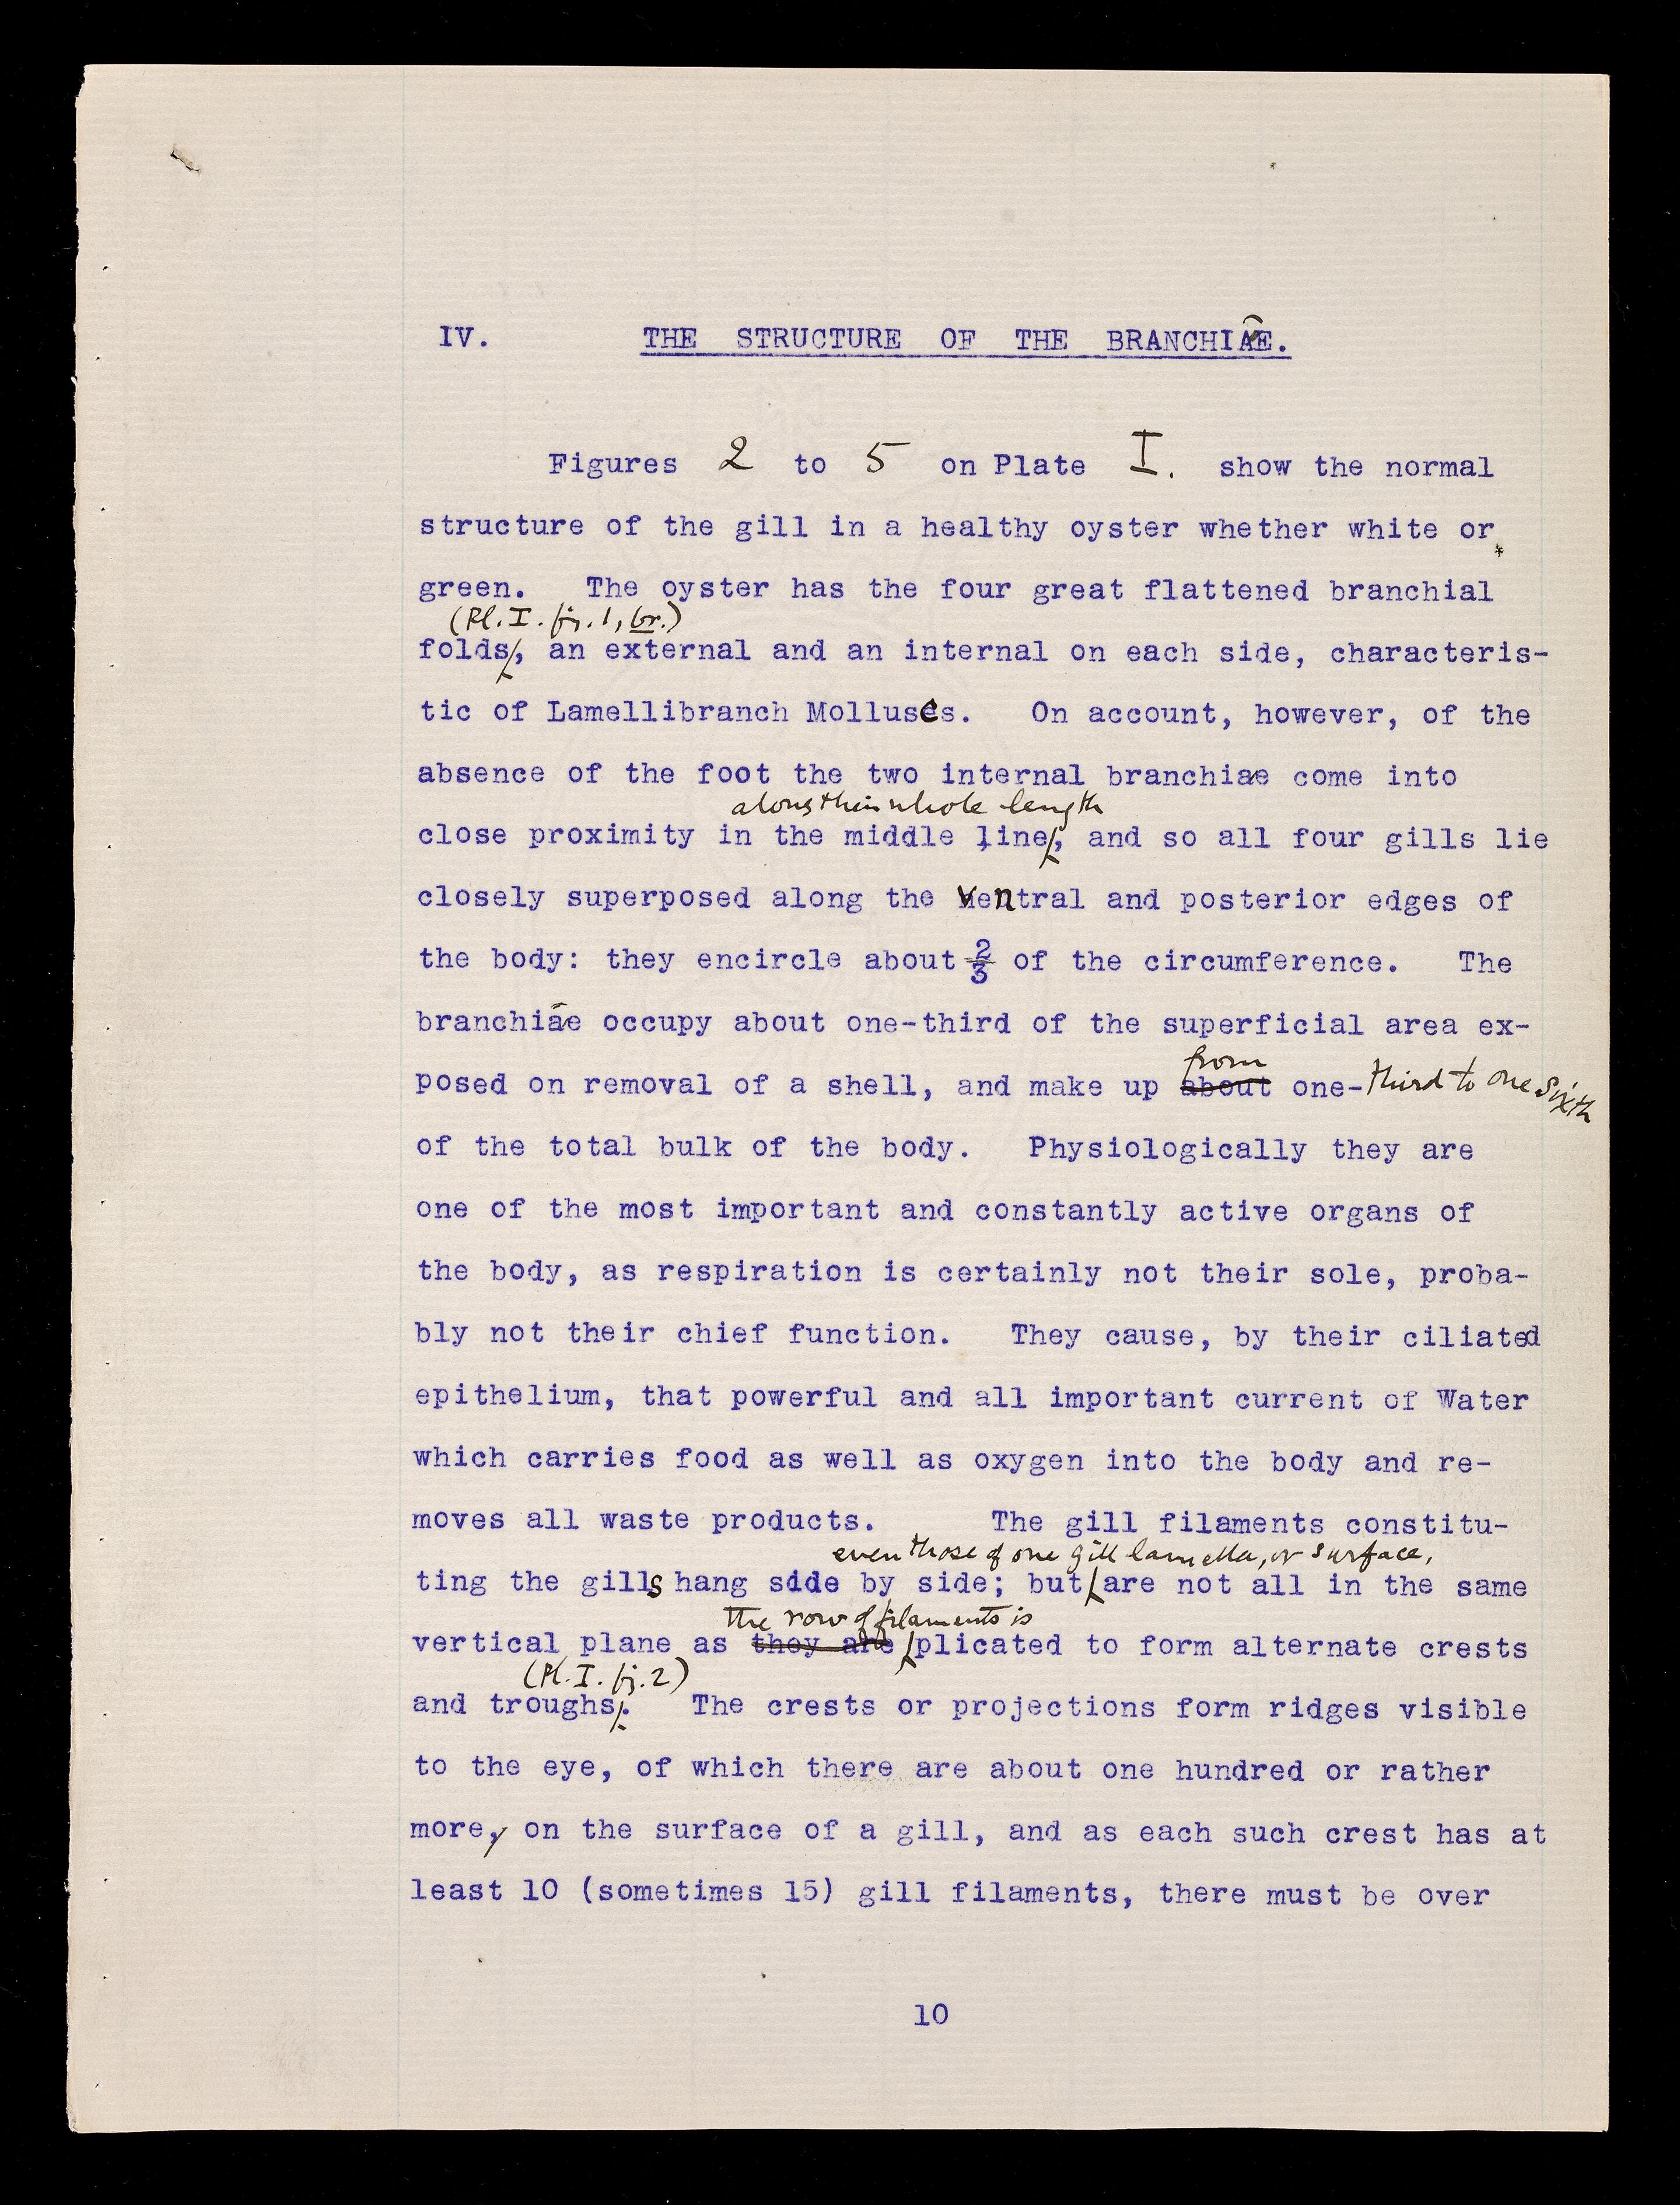 IV. THE STRUCTURE OF THE BRANCHIAE.
Figures 2 to 5 on Plate I. show the normal
structure of the gill in a healthy oyster whether white or
green. The oyster has the four great flattened branchial
(Pl. I. fig. 1, br.)
folds, an external and an internal on each side, characteris-
tic of Lamellibranch Molluscs. On account, however, of the
absence of the foot the two internal branchiae come into
along their whole length
close proximity in the middle line, and so all four gills lie
closely superposed along the ventral and posterior edges of
the body: they encircle about 2/3 of the circumference. The
branchiae occupy about one-third of the superficial area ex-
from
posed on removal of a shell, and make up about one-third to one sixth
of the total bulk of the body. Physiologically they are
one of the most important and constantly active organs of
the body, as respiration is certainly not their sole, proba-
bly not their chief function. They cause, by their ciliated
epithelium, that powerful and all important current of Water
which carries food as well as oxygen into the body and re-
moves all waste products. The gill filaments constitu-
even those of one gill lamella, or surface,
ting the gills hang side by side; but are not all in the same
the row of filaments is
vertical plane as they are plicated to form alternate crests
(Pl. I. fig. 2)
and troughs. The crests or projections form ridges visible
to the eye, of which there are about one hundred or rather
more, on the surface of a gill, and as each such crest has at
least 10 (sometimes 15) gill filaments, there must be over
10